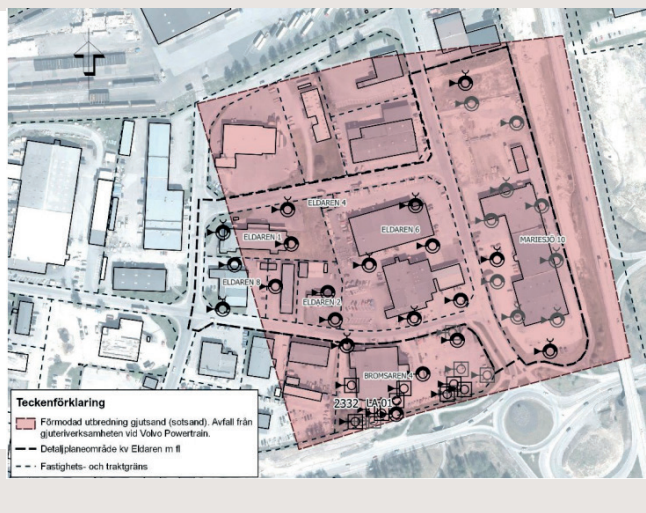 ELDAREN 4
ELDAREN 1
ELDAREN 6
MARIESJÖ 10
ELDAREN 8
ELDAREN 2
BROMSAREN 4
2332 LA 01
Teckenförklaring
Förmodad utbredning gjutsand (sotsand). Avfall från
gjuteriverksamheten vid Volvo Powertrain.
Detaljplaneområde kv Eldaren m fl
Fastighets- och traktgräns